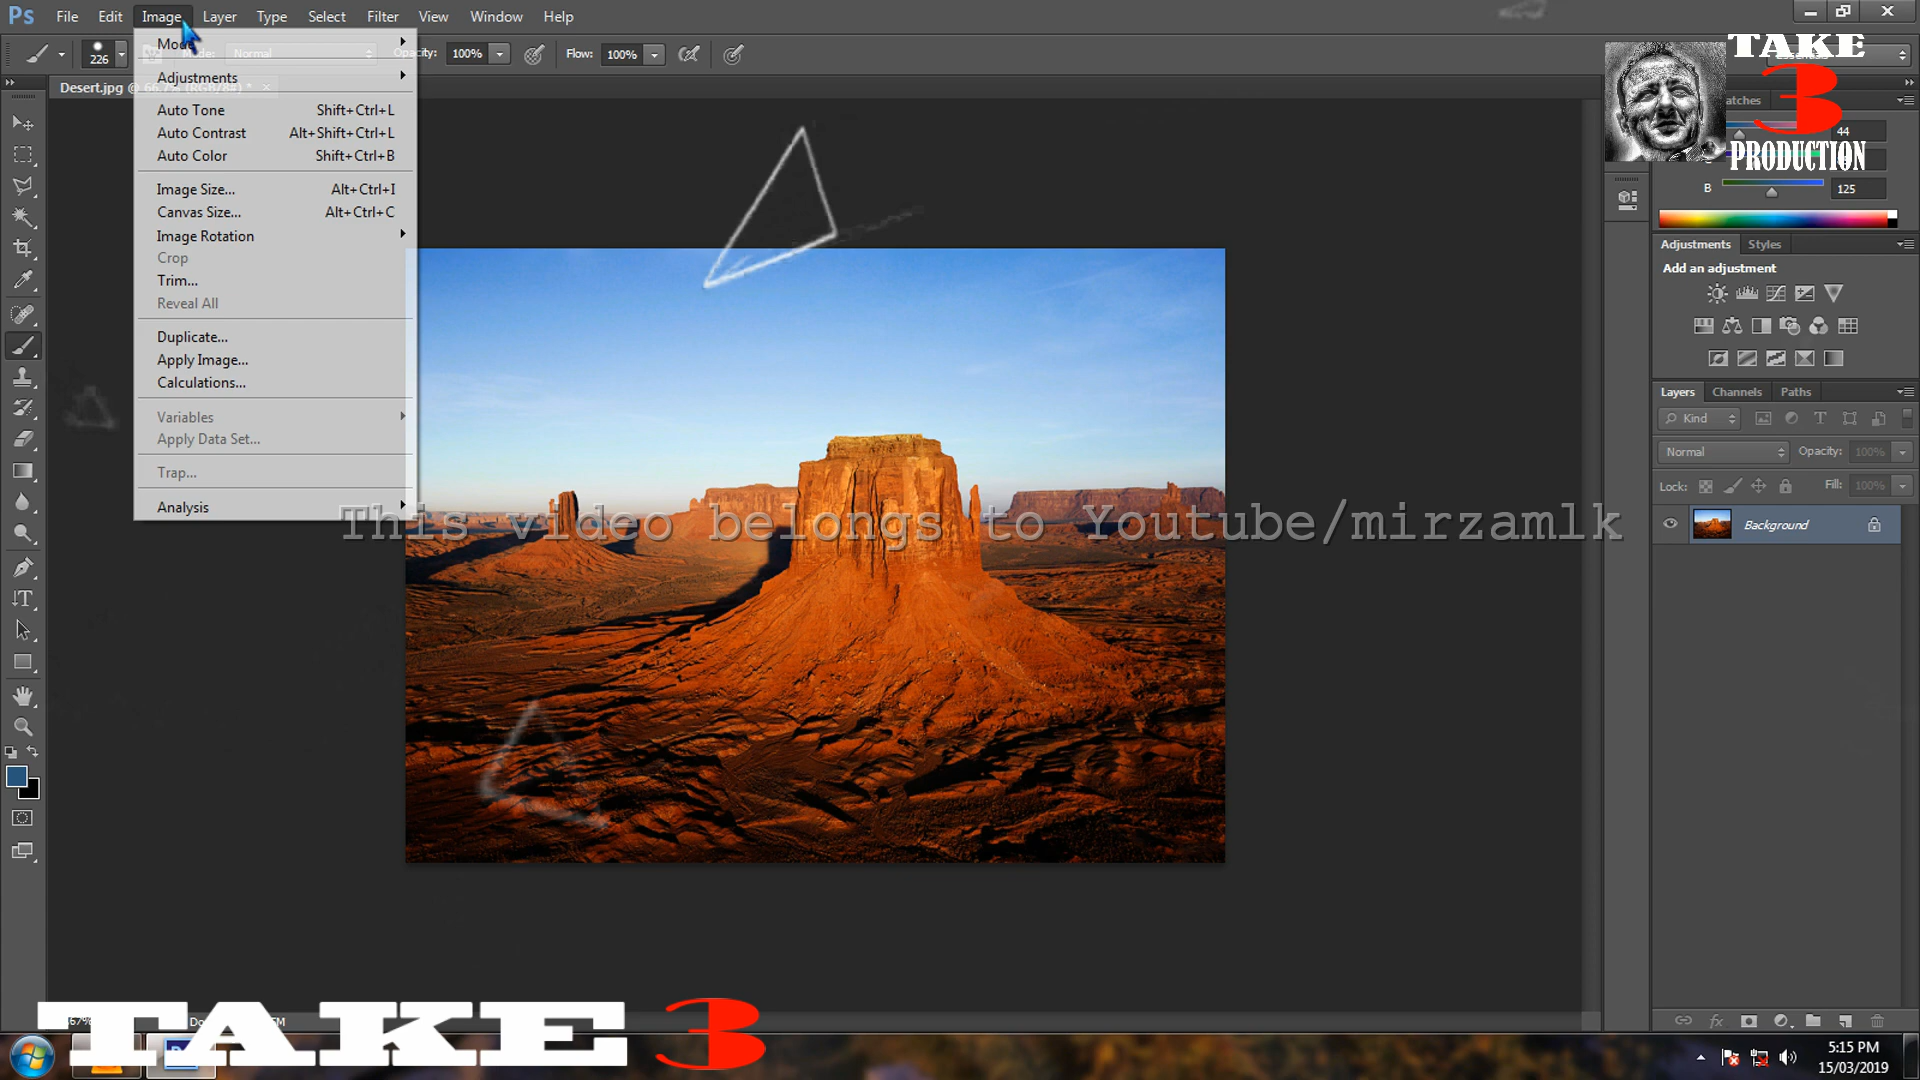 Ps File Edit Image Layer Type Select Filter View Window Help
226 Mode: Normal Opacity: 100% Flow: 100%
Desert.jpg @ 66.7% (RGB/8#) * ×
Mode
Adjustments
Auto Tone Shift+Ctrl+L
Auto Contrast Alt+Shift+Ctrl+L
Auto Color Shift+Ctrl+B
Image Size... Alt+Ctrl+I
Canvas Size... Alt+Ctrl+C
Image Rotation
Crop
Trim...
Reveal All
Duplicate...
Apply Image...
Calculations...
Variables
Apply Data Set...
Trap...
Analysis
This video belongs to Youtube/mirzamlk
TAKE
3
PRODUCTION
Essentials
44
B 125
Adjustments Styles
Add an adjustment
Layers Channels Paths
Kind
Normal Opacity: 100%
Lock: Fill: 100%
Background
TAKE 3
5:15 PM
15/03/2019